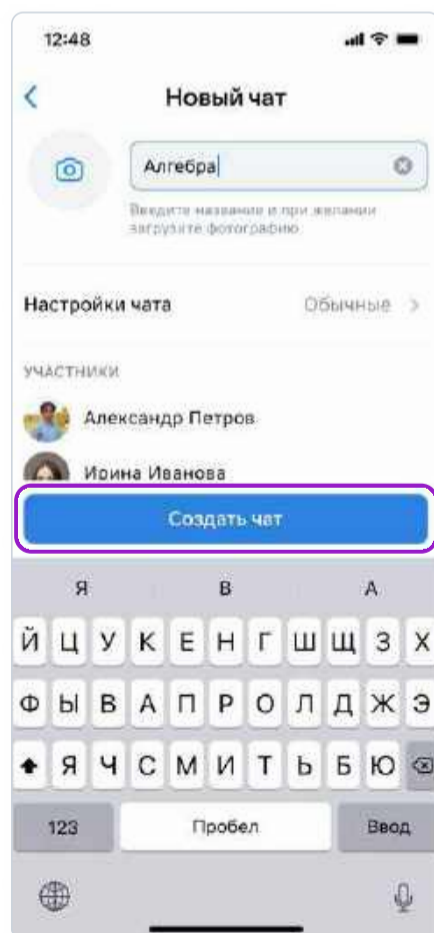 12:48
Новый чат
Алгебра
Введите название и при желании
загрузите фотографию
Настройки чата Обычные
УЧАСТНИКИ
Александр Петров
Ирина Иванова
Создать чат
Я В А
Й Ц У К Е Н Г Ш Щ З Х
Ф Ы В А П Р О Л Д Ж Э
Я Ч С М И Т Ь Б Ю
123 Пробел Ввод